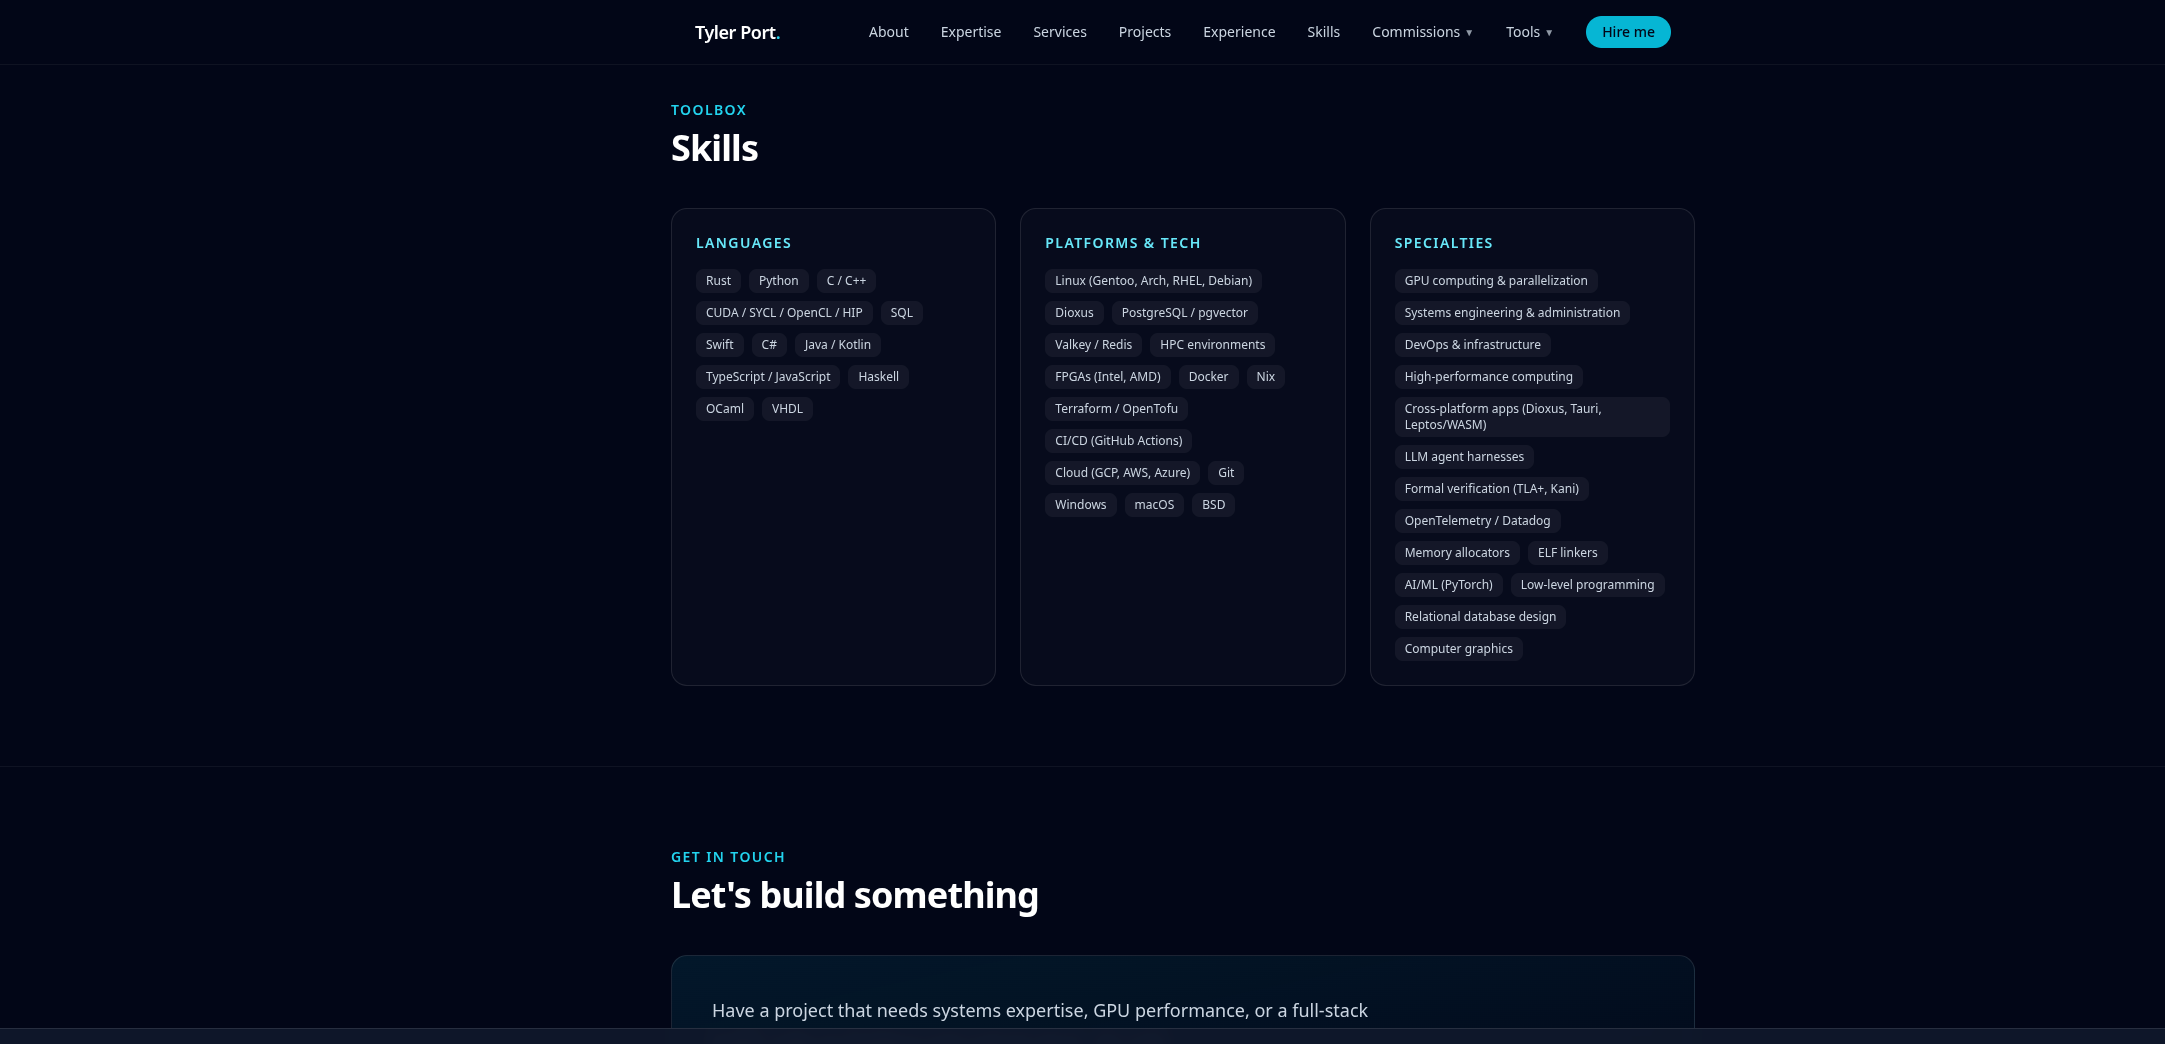 Tyler Port.
About Expertise Services Projects Experience Skills Commissions ▼ Tools ▼ Hire me
TOOLBOX
Skills
LANGUAGES
Rust Python C / C++
CUDA / SYCL / OpenCL / HIP SQL
Swift C# Java / Kotlin
TypeScript / JavaScript Haskell
OCaml VHDL
PLATFORMS & TECH
Linux (Gentoo, Arch, RHEL, Debian)
Dioxus PostgreSQL / pgvector
Valkey / Redis HPC environments
FPGAs (Intel, AMD) Docker Nix
Terraform / OpenTofu
CI/CD (GitHub Actions)
Cloud (GCP, AWS, Azure) Git
Windows macOS BSD
SPECIALTIES
GPU computing & parallelization
Systems engineering & administration
DevOps & infrastructure
High-performance computing
Cross-platform apps (Dioxus, Tauri,
Leptos/WASM)
LLM agent harnesses
Formal verification (TLA+, Kani)
OpenTelemetry / Datadog
Memory allocators ELF linkers
AI/ML (PyTorch) Low-level programming
Relational database design
Computer graphics
GET IN TOUCH
Let's build something
Have a project that needs systems expertise, GPU performance, or a full-stack